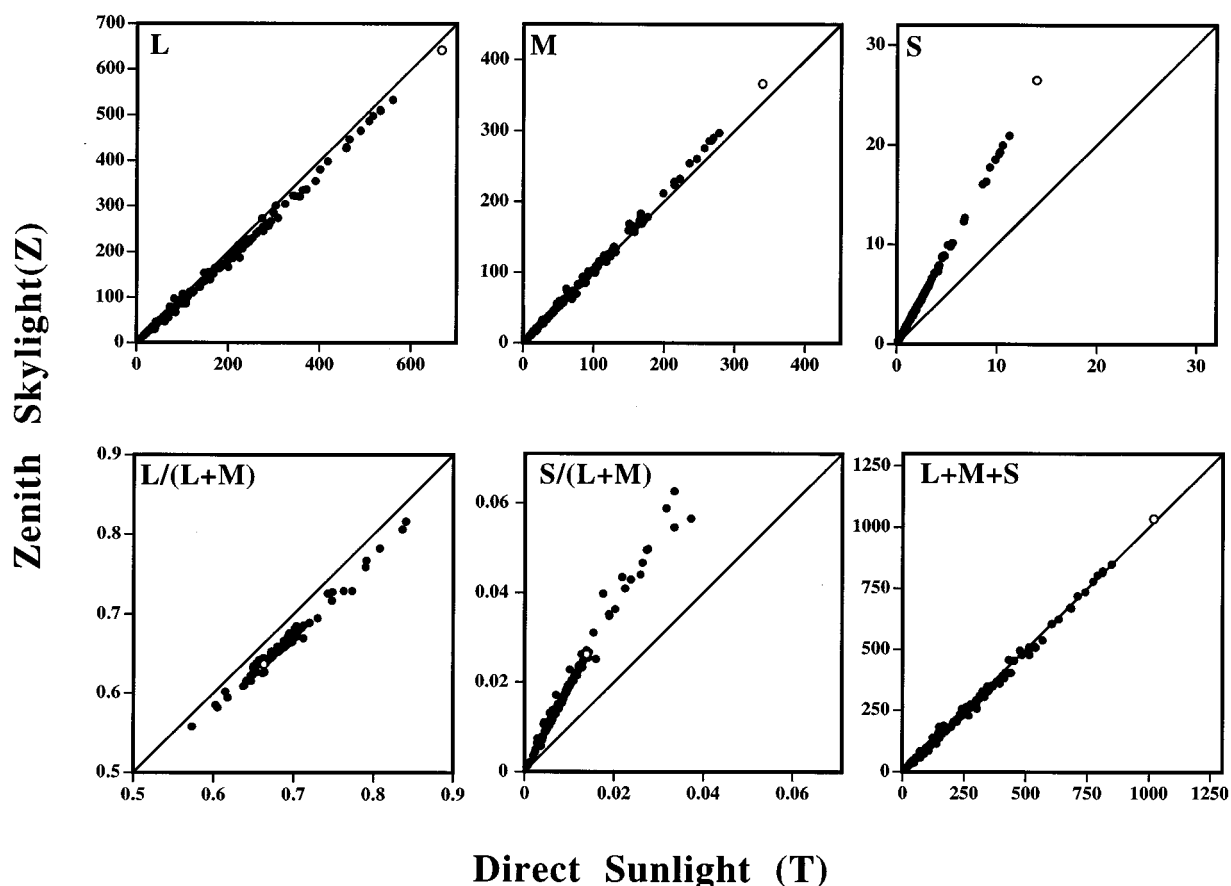 Zenith Skylight(Z)
L
700
600
500
400
300
200
100
0
0 200 400 600
M
400
300
200
100
0
0 100 200 300 400
S
30
20
10
0
0 10 20 30
L/(L+M)
0.9
0.8
0.7
0.6
0.5
0.5 0.6 0.7 0.8 0.9
S/(L+M)
0.06
0.04
0.02
0
0 0.02 0.04 0.06
L+M+S
1250
1000
750
500
250
0
0 250 500 750 1000 1250
Direct Sunlight (T)